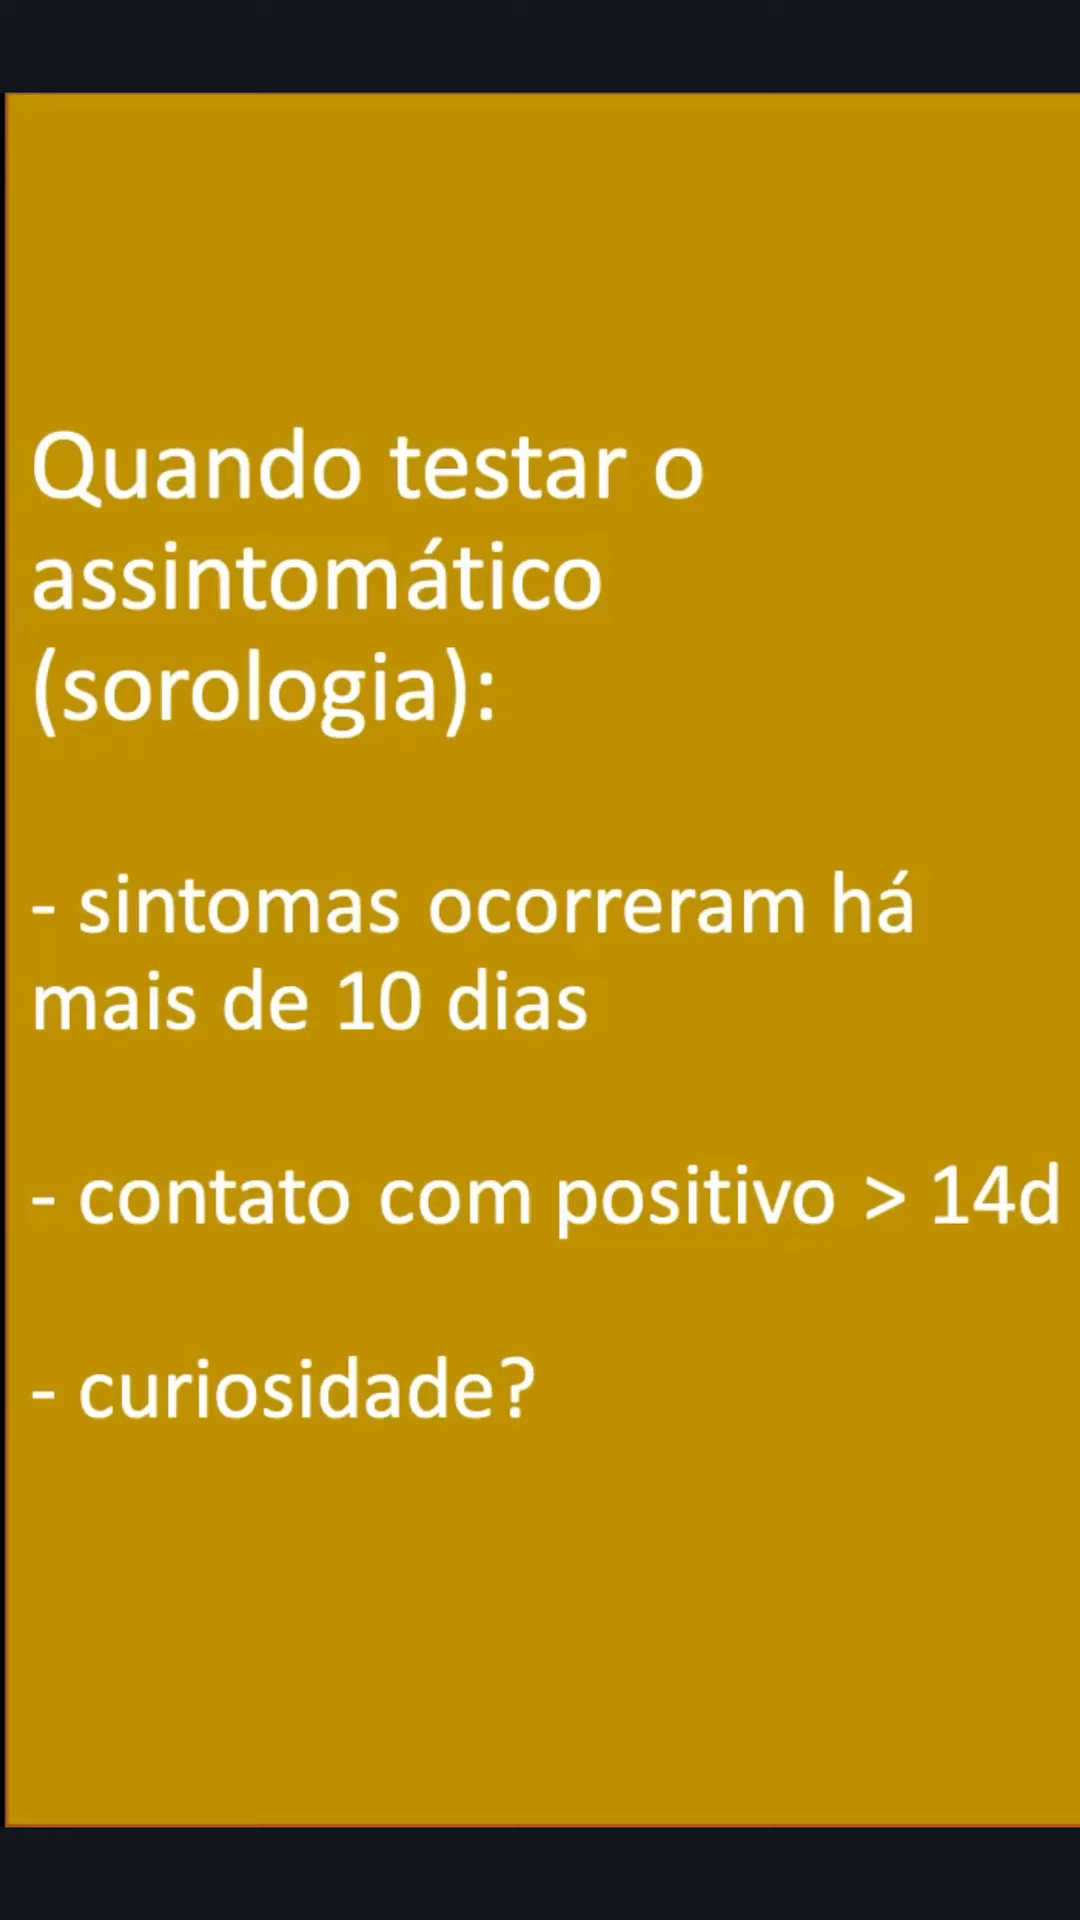 Quando testar o
assintomático
(sorologia):
- sintomas ocorreram há
mais de 10 dias
- contato com positivo > 14d
- curiosidade?